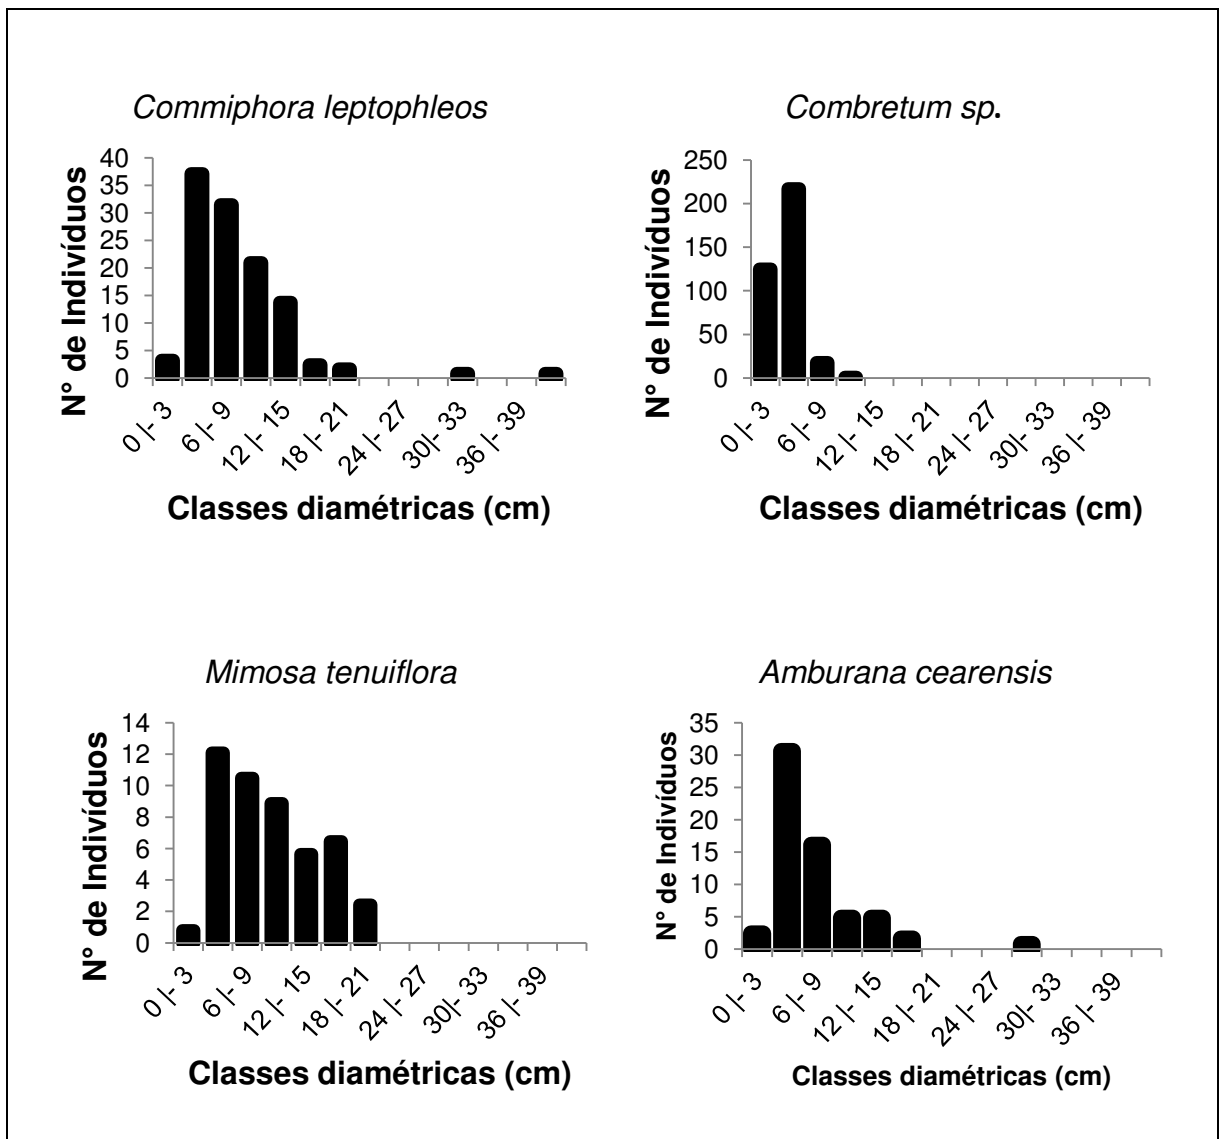 Commiphora leptophleos
N° de Indivíduos
40
35
30
25
20
15
10
5
0
0 |- 3
6 |- 9
12 |- 15
18 |- 21
24 |- 27
30|- 33
36 |- 39
Classes diamétricas (cm)
Combretum sp.
N° de Indivíduos
250
200
150
100
50
0
0 |- 3
6 |- 9
12 |- 15
18 |- 21
24 |- 27
30|- 33
36 |- 39
Classes diamétricas (cm)
Mimosa tenuiflora
N° de Indivíduos
14
12
10
8
6
4
2
0
0 |- 3
6 |- 9
12 |- 15
18 |- 21
24 |- 27
30|- 33
36 |- 39
Classes diamétricas (cm)
Amburana cearensis
N° de Indivíduos
35
30
25
20
15
10
5
0
0 |- 3
6 |- 9
12 |- 15
18 |- 21
24 |- 27
30|- 33
36 |- 39
Classes diamétricas (cm)